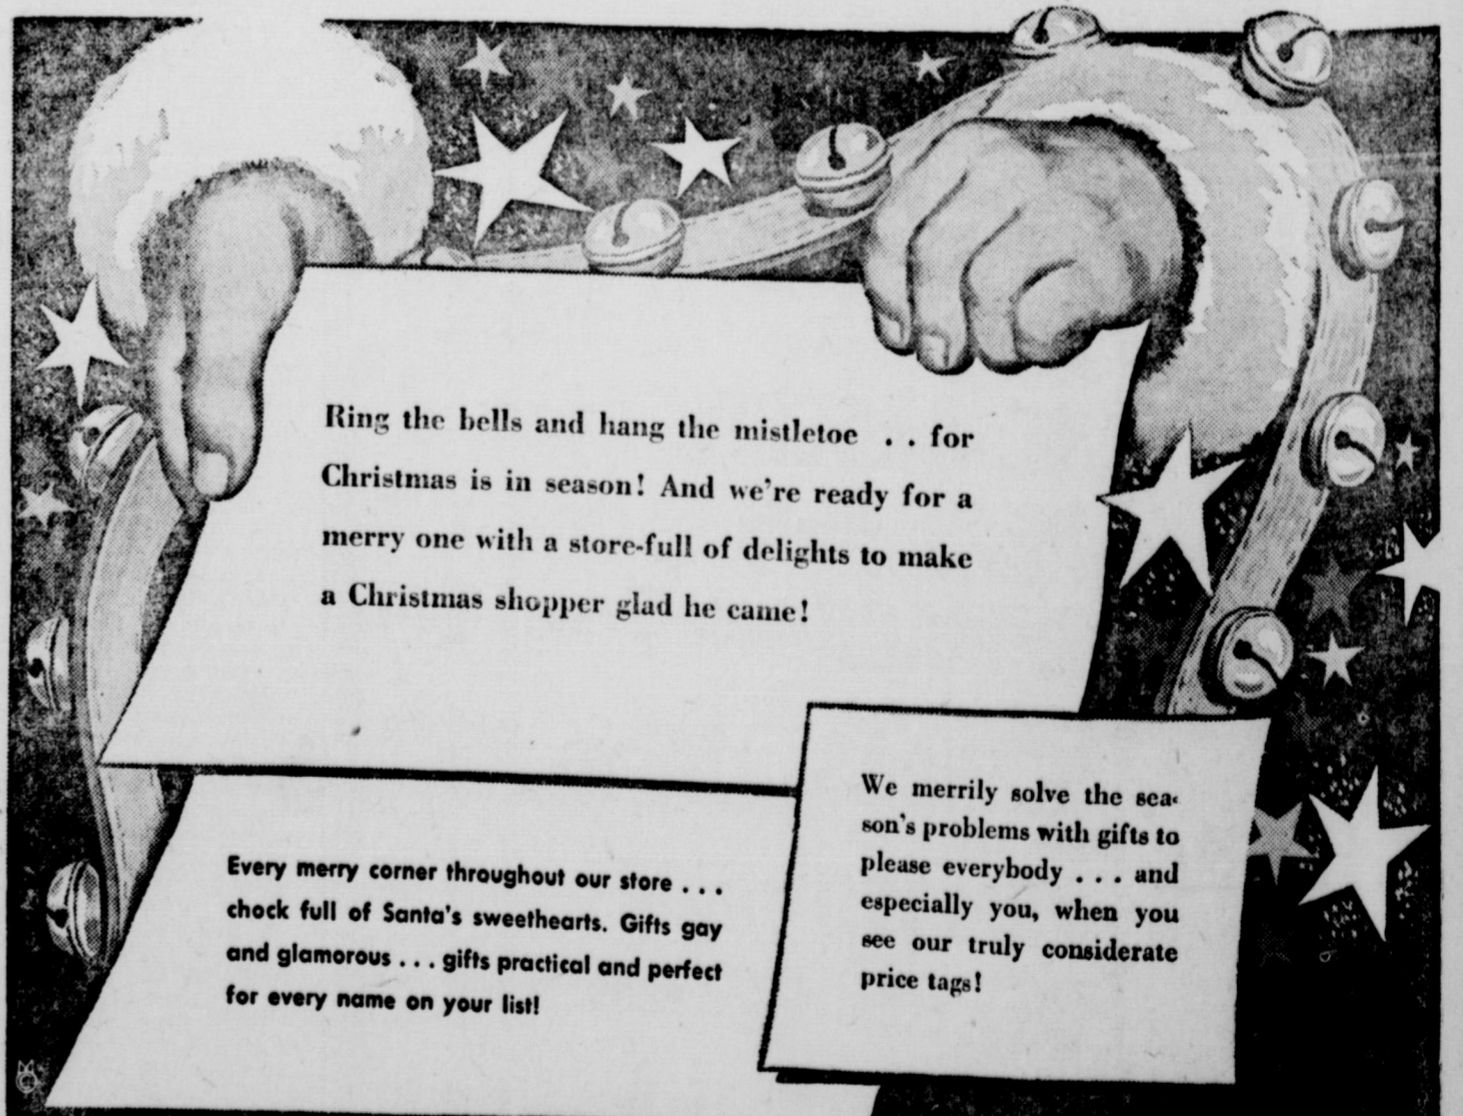 Ring the bells and hang the mistletoe . . for
Christmas is in season! And we're ready for a
merry one with a store-full of delights to make
a Christmas shopper glad he came!
Every merry corner throughout our store . . .
chock full of Santa's sweethearts. Gifts gay
and glamorous . . . gifts practical and perfect
for every name on your list!
We merrily solve the sea-
son's problems with gifts to
please everybody . . . and
especially you, when you
see our truly considerate
price tags!